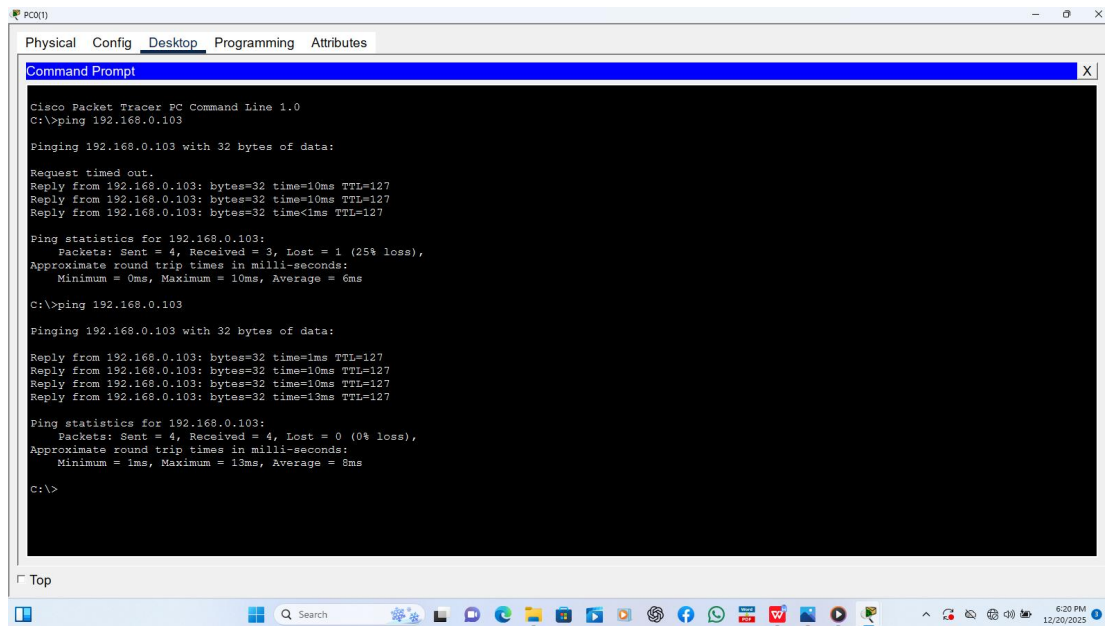 PC0(1)
Physical Config Desktop Programming Attributes
Command Prompt
X
Cisco Packet Tracer PC Command Line 1.0
C:\>ping 192.168.0.103
Pinging 192.168.0.103 with 32 bytes of data:
Request timed out.
Reply from 192.168.0.103: bytes=32 time=10ms TTL=127
Reply from 192.168.0.103: bytes=32 time=10ms TTL=127
Reply from 192.168.0.103: bytes=32 time<1ms TTL=127
Ping statistics for 192.168.0.103:
Packets: Sent = 4, Received = 3, Lost = 1 (25% loss),
Approximate round trip times in milli-seconds:
Minimum = 0ms, Maximum = 10ms, Average = 6ms
C:\>ping 192.168.0.103
Pinging 192.168.0.103 with 32 bytes of data:
Reply from 192.168.0.103: bytes=32 time=1ms TTL=127
Reply from 192.168.0.103: bytes=32 time=10ms TTL=127
Reply from 192.168.0.103: bytes=32 time=10ms TTL=127
Reply from 192.168.0.103: bytes=32 time=13ms TTL=127
Ping statistics for 192.168.0.103:
Packets: Sent = 4, Received = 4, Lost = 0 (0% loss),
Approximate round trip times in milli-seconds:
Minimum = 1ms, Maximum = 13ms, Average = 8ms
C:\>
Top
Search
Word
PDF
6:20 PM
12/20/2025